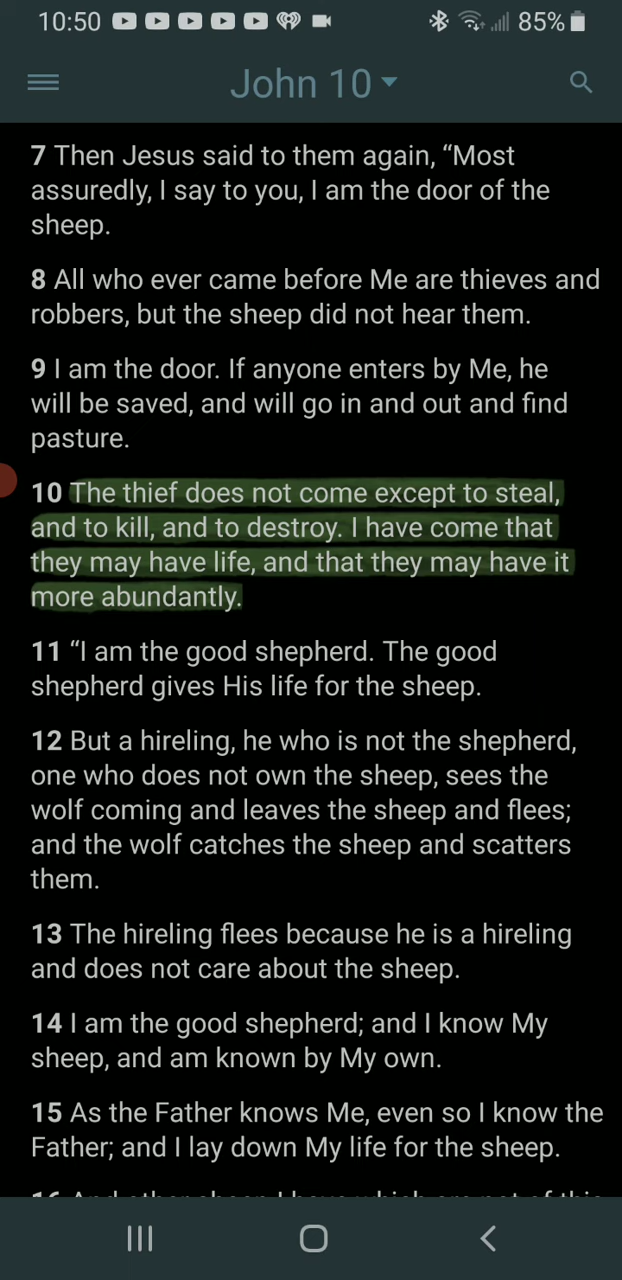 10:50
85%
John 10
7 Then Jesus said to them again, “Most
assuredly, I say to you, I am the door of the
sheep.
8 All who ever came before Me are thieves and
robbers, but the sheep did not hear them.
9 I am the door. If anyone enters by Me, he
will be saved, and will go in and out and find
pasture.
10 The thief does not come except to steal,
and to kill, and to destroy. I have come that
they may have life, and that they may have it
more abundantly.
11 “I am the good shepherd. The good
shepherd gives His life for the sheep.
12 But a hireling, he who is not the shepherd,
one who does not own the sheep, sees the
wolf coming and leaves the sheep and flees;
and the wolf catches the sheep and scatters
them.
13 The hireling flees because he is a hireling
and does not care about the sheep.
14 I am the good shepherd; and I know My
sheep, and am known by My own.
15 As the Father knows Me, even so I know the
Father; and I lay down My life for the sheep.
16 And other sheep I have which are not of this